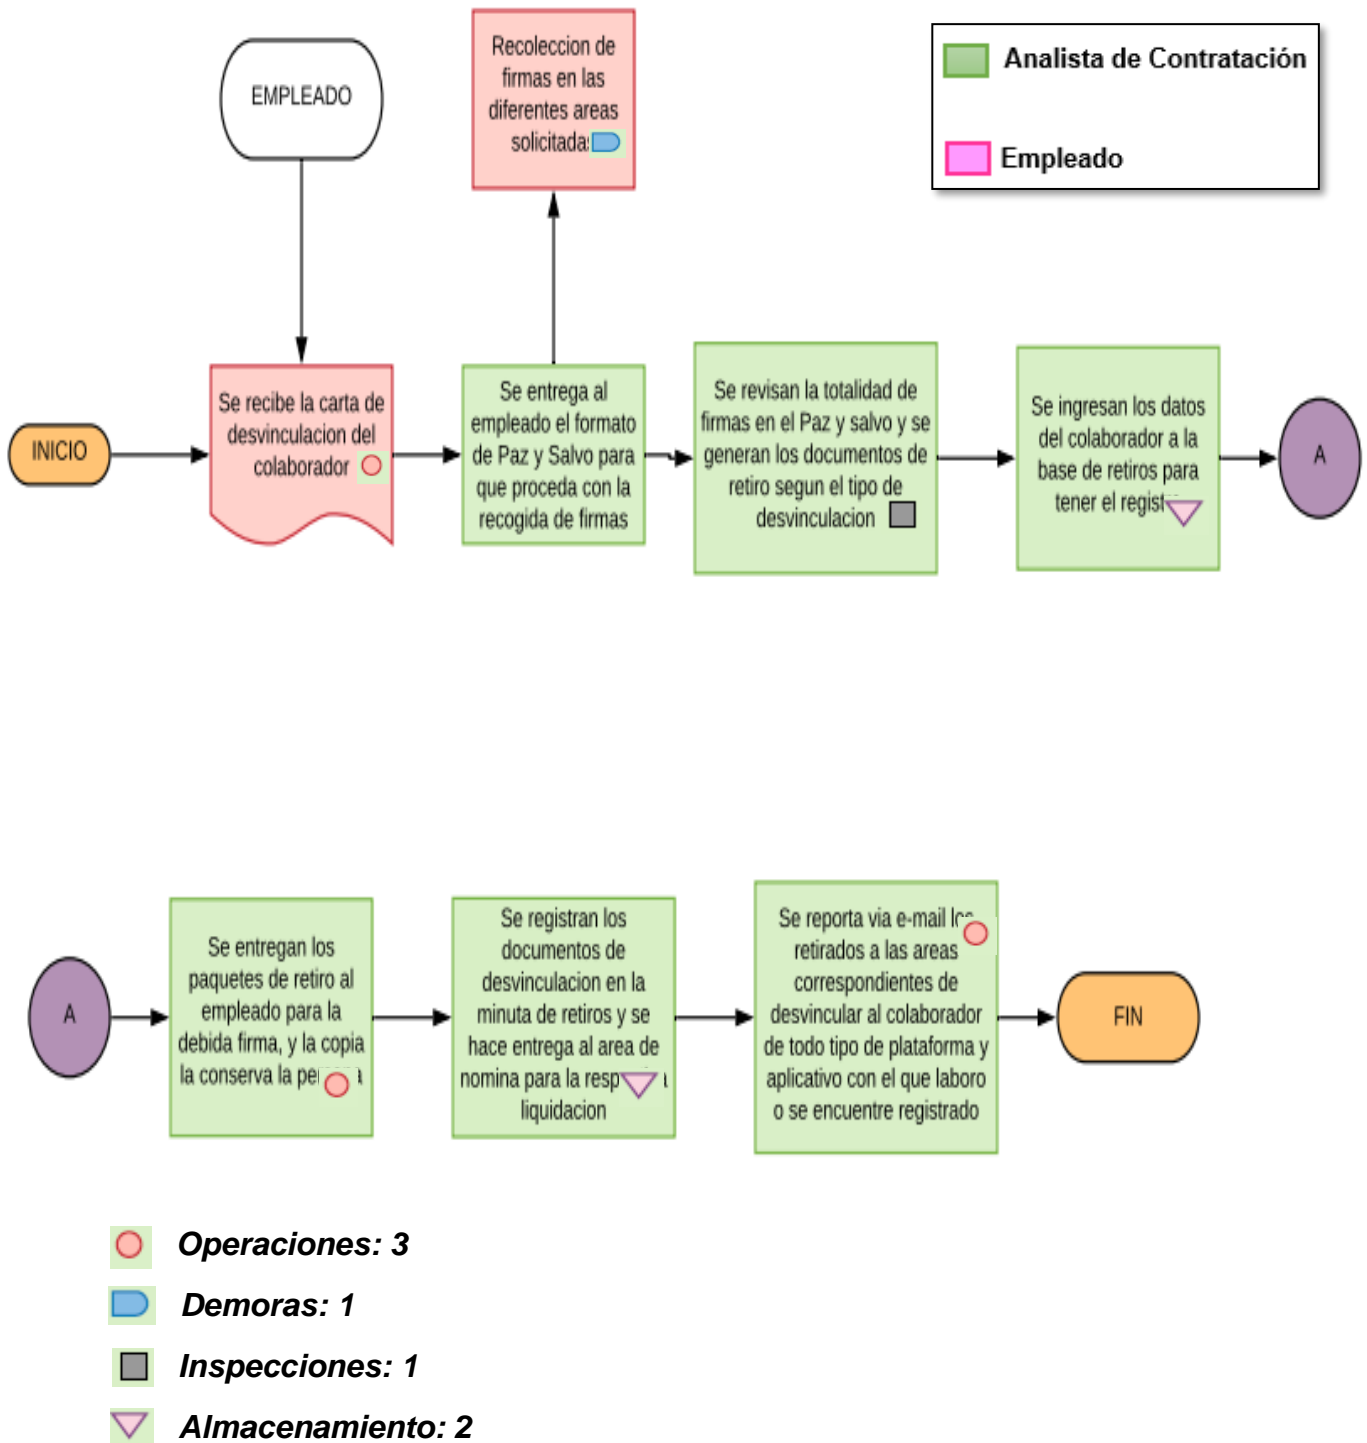 EMPLEADO
Recoleccion de
firmas en las
diferentes areas
Analista de Contratación
Empleado
INICIO
Se recibe la carta de
desvinculacion del
colaborador
Se entrega al
empleado el formato
de Paz y Salvo para
que proceda con la
recogida de firmas
Se revisan la totalidad de
firmas en el Paz y salvo y se
generan los documentos de
retiro segun el tipo de
desvinculacion
Se ingresan los datos
del colaborador a la
base de retiros para
tener el
A
A
Se entregan los
paquetes de retiro al
empleado para la
debida firma, y la copia
la conserva la
Se registran los
documentos de
desvinculacion en la
minuta de retiros y se
hace entrega al area de
nomina para la
liquidacion
Se reporta via e-mail
retirados a las areas
correspondientes de
desvincular al colaborador
de todo tipo de plataforma y
aplicativo con el que laboro
o se encuentre registrado
FIN
Operaciones: 3
Demoras: 1
Inspecciones: 1
Almacenamiento: 2